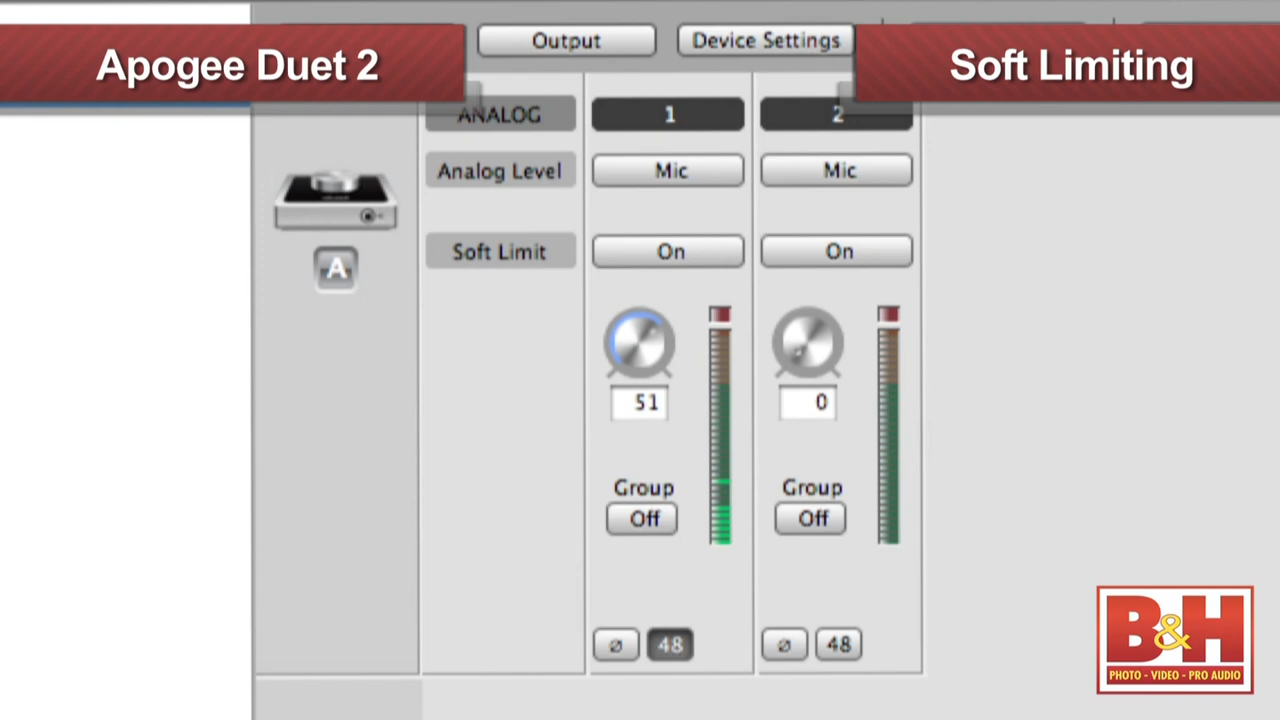 Apogee Duet 2
Output
Device Settings
Soft Limiting
ANALOG
1
2
Analog Level
Mic
Mic
Soft Limit
On
On
51
0
Group
Group
Off
Off
ø
48
ø
48
A
B&H
PHOTO - VIDEO - PRO AUDIO